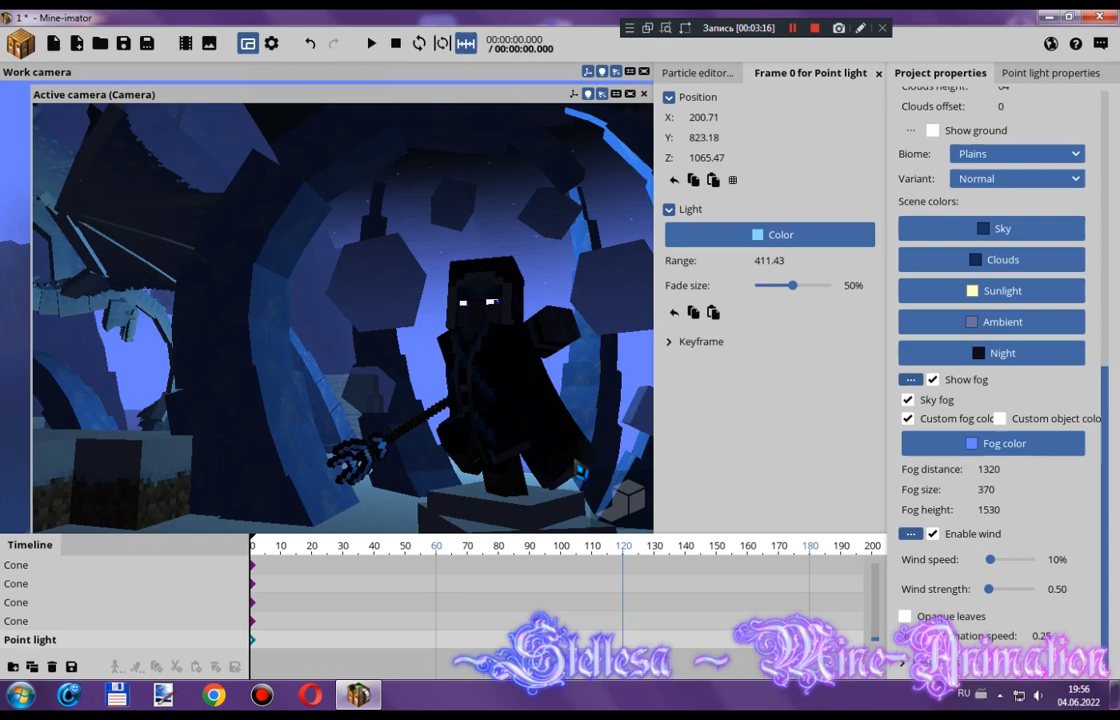 1 * - Mine-imator
Запись [00:03:16]
00:00:00.000
/ 00:00:00.000
Work camera
Active camera (Camera)
Particle editor...
Frame 0 for Point light
Position
X: 200.71
Y: 823.18
Z: 1065.47
Light
Color
Range: 411.43
Fade size: 50%
Keyframe
Project properties
Point light properties
Clouds height: 64
Clouds offset: 0
Show ground
Biome: Plains
Variant: Normal
Scene colors:
Sky
Clouds
Sunlight
Ambient
Night
Show fog
Sky fog
Custom fog colo Custom object colo
Fog color
Fog distance: 1320
Fog size: 370
Fog height: 1530
Enable wind
Wind speed: 10%
Wind strength: 0.50
Opaque leaves
mation speed: 0.25
Timeline
0 10 20 30 40 50 60 70 80 90 100 110 120 130 140 150 160 170 180 190 200
Cone
Cone
Cone
Cone
Point light
~Stellesa ~ Mine-Animation
RU
19:56
04.06.2022